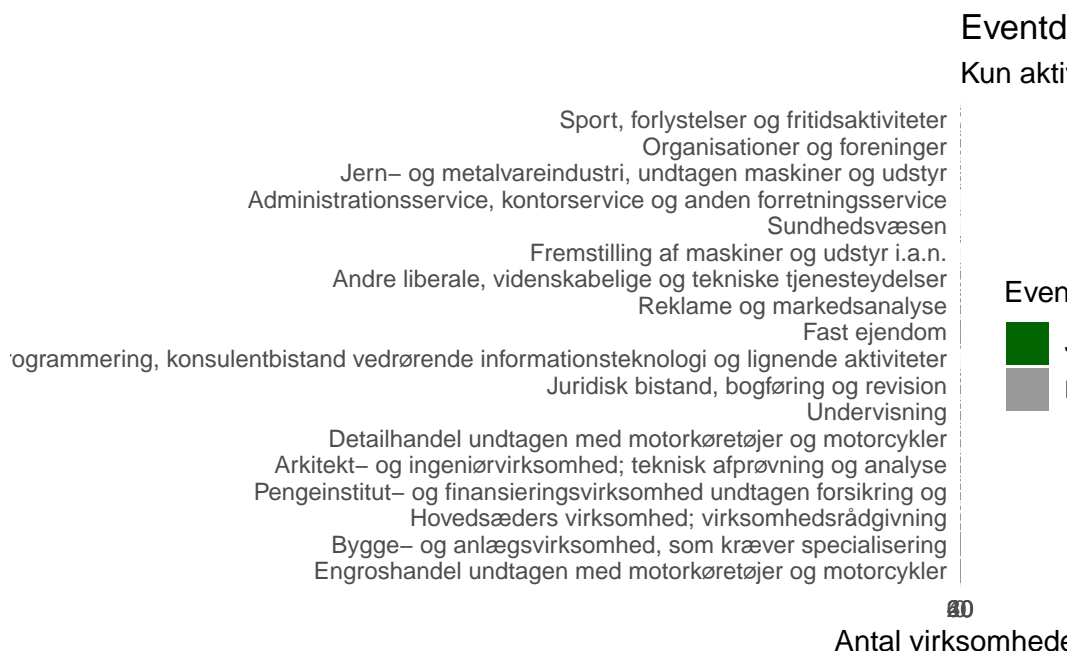 Eventd
Kun aktiv
Sport, forlystelser og fritidsaktiviteter
Organisationer og foreninger
Jern– og metalvareindustri, undtagen maskiner og udstyr
Administrationsservice, kontorservice og anden forretningsservice
Sundhedsvæsen
Fremstilling af maskiner og udstyr i.a.n.
Andre liberale, videnskabelige og tekniske tjenesteydelser
Reklame og markedsanalyse
Even
Fast ejendom
rogrammering, konsulentbistand vedrørende informationsteknologi og lignende aktiviteter
Juridisk bistand, bogføring og revision
Undervisning
Detailhandel undtagen med motorkøretøjer og motorcykler
Arkitekt– og ingeniørvirksomhed; teknisk afprøvning og analyse
Pengeinstitut– og finansieringsvirksomhed undtagen forsikring og
Hovedsæders virksomhed; virksomhedsrådgivning
Bygge– og anlægsvirksomhed, som kræver specialisering
Engroshandel undtagen med motorkøretøjer og motorcykler
Antal virksomhede